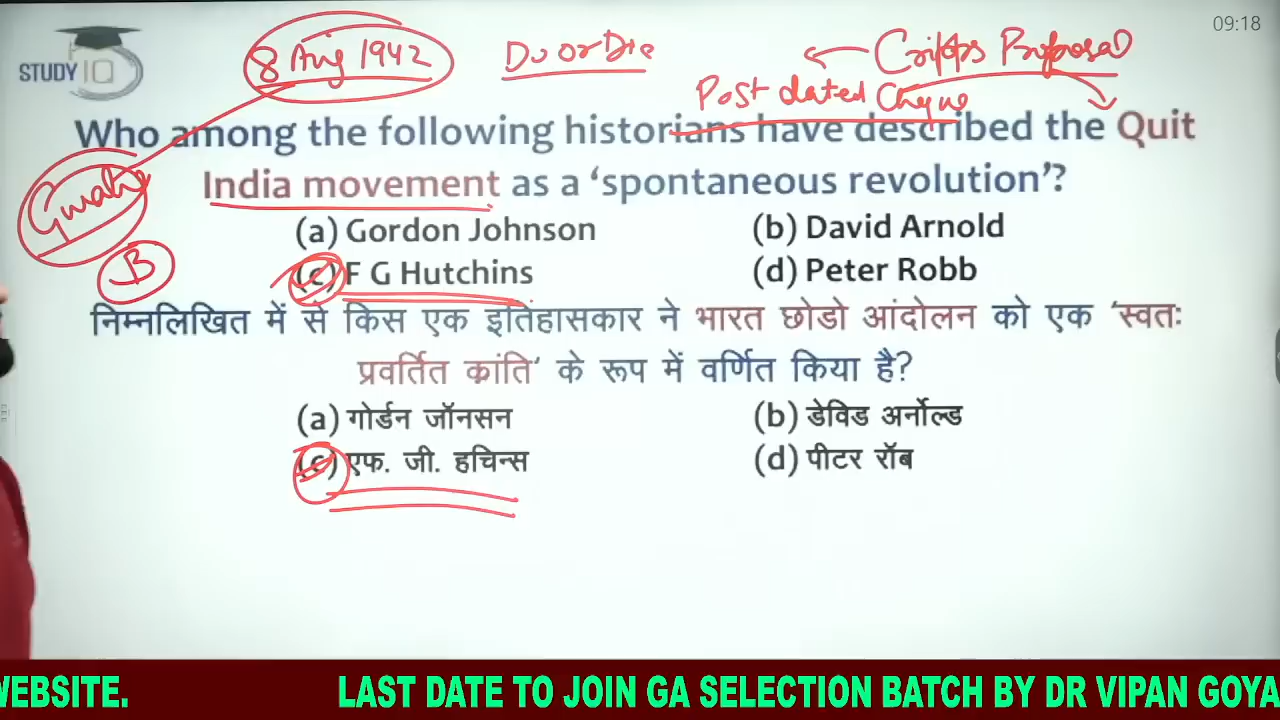 09:18
STUDY IQ
8 Aug 1942
Do or Die
Cripps Proposal
Post dated Cheque
Who among the following historians have described the Quit
India movement as a ‘spontaneous revolution’?
(a) Gordon Johnson
(b) David Arnold
(c) F G Hutchins
(d) Peter Robb
B
निम्नलिखित में से किस एक इतिहासकार ने भारत छोडो आंदोलन को एक ‘स्वतः
प्रवर्तित क्रांति’ के रूप में वर्णित किया है?
(a) गोर्डन जॉनसन
(b) डेविड अर्नोल्ड
(c) एफ. जी. हचिन्स
(d) पीटर रॉब
WEBSITE.
LAST DATE TO JOIN GA SELECTION BATCH BY DR VIPAN GOYA